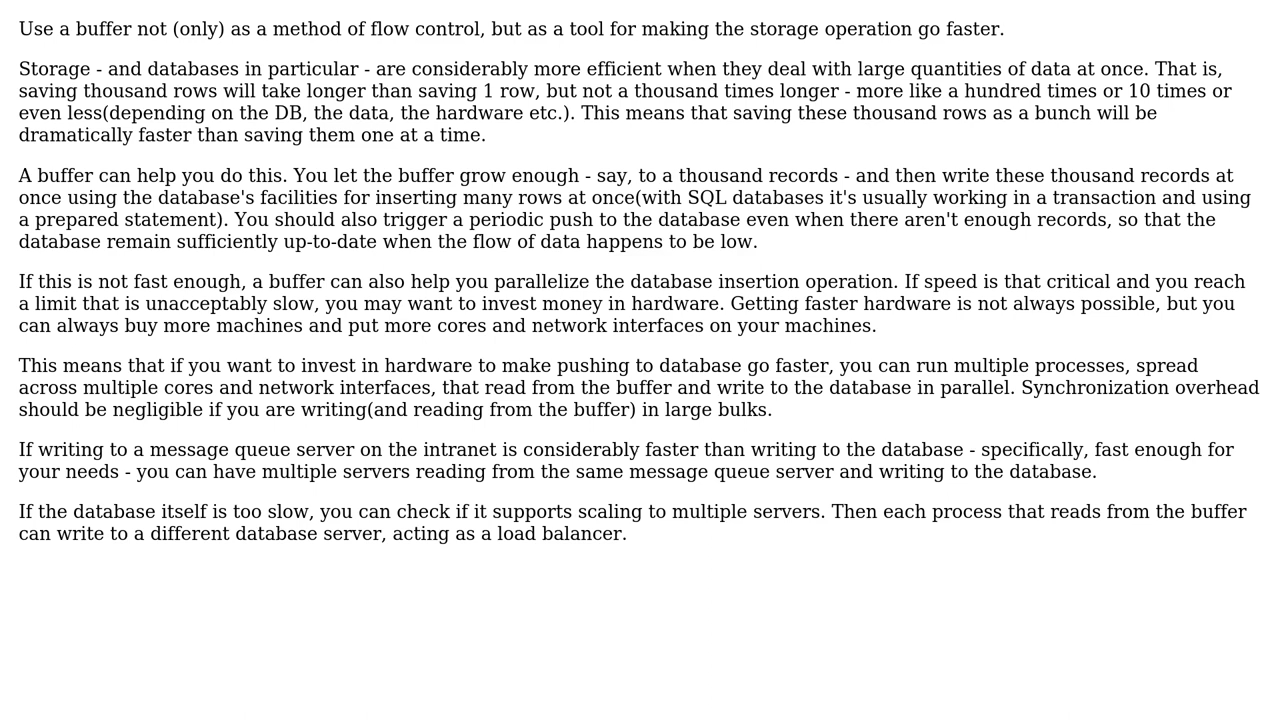 Use a buffer not (only) as a method of flow control, but as a tool for making the storage operation go faster.
Storage - and databases in particular - are considerably more efficient when they deal with large quantities of data at once. That is,
saving thousand rows will take longer than saving 1 row, but not a thousand times longer - more like a hundred times or 10 times or
even less(depending on the DB, the data, the hardware etc.). This means that saving these thousand rows as a bunch will be
dramatically faster than saving them one at a time.
A buffer can help you do this. You let the buffer grow enough - say, to a thousand records - and then write these thousand records at
once using the database's facilities for inserting many rows at once(with SQL databases it's usually working in a transaction and using
a prepared statement). You should also trigger a periodic push to the database even when there aren't enough records, so that the
database remain sufficiently up-to-date when the flow of data happens to be low.
If this is not fast enough, a buffer can also help you parallelize the database insertion operation. If speed is that critical and you reach
a limit that is unacceptably slow, you may want to invest money in hardware. Getting faster hardware is not always possible, but you
can always buy more machines and put more cores and network interfaces on your machines.
This means that if you want to invest in hardware to make pushing to database go faster, you can run multiple processes, spread
across multiple cores and network interfaces, that read from the buffer and write to the database in parallel. Synchronization overhead
should be negligible if you are writing(and reading from the buffer) in large bulks.
If writing to a message queue server on the intranet is considerably faster than writing to the database - specifically, fast enough for
your needs - you can have multiple servers reading from the same message queue server and writing to the database.
If the database itself is too slow, you can check if it supports scaling to multiple servers. Then each process that reads from the buffer
can write to a different database server, acting as a load balancer.